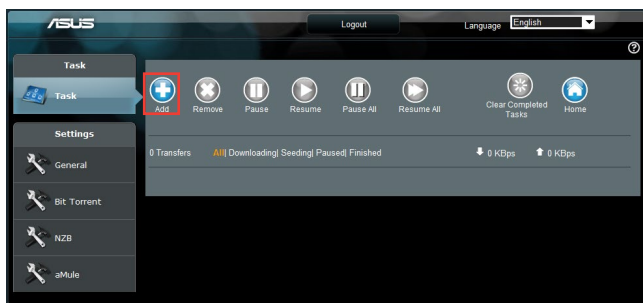 ASUS
Logout
Language English
Task
Task
Add Remove Pause Resume Pause All Resume All Clear Completed Tasks Home
Settings
General
0 Transfers All| Downloading| Seeding| Paused| Finished 0 KBps 0 KBps
Bit Torrent
NZB
aMule